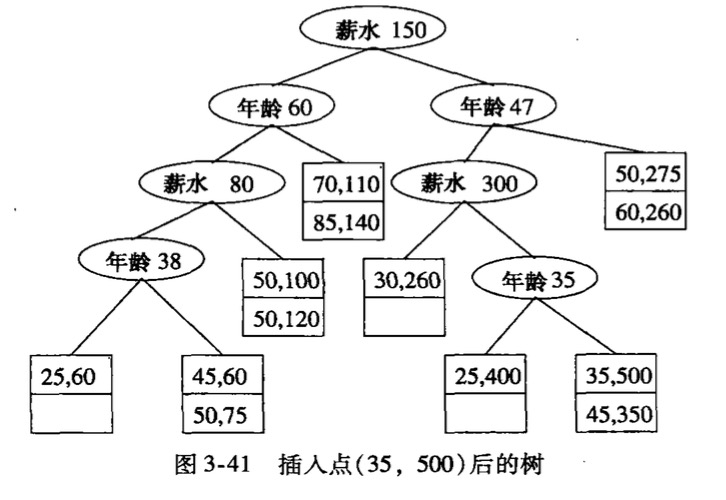 薪水 150
年龄 60
年龄 47
薪水 80
70,110
85,140
薪水 300
50,275
60,260
年龄 38
50,100
50,120
30,260
年龄 35
25,60
45,60
50,75
25,400
35,500
45,350
图 3-41 插入点(35, 500)后的树